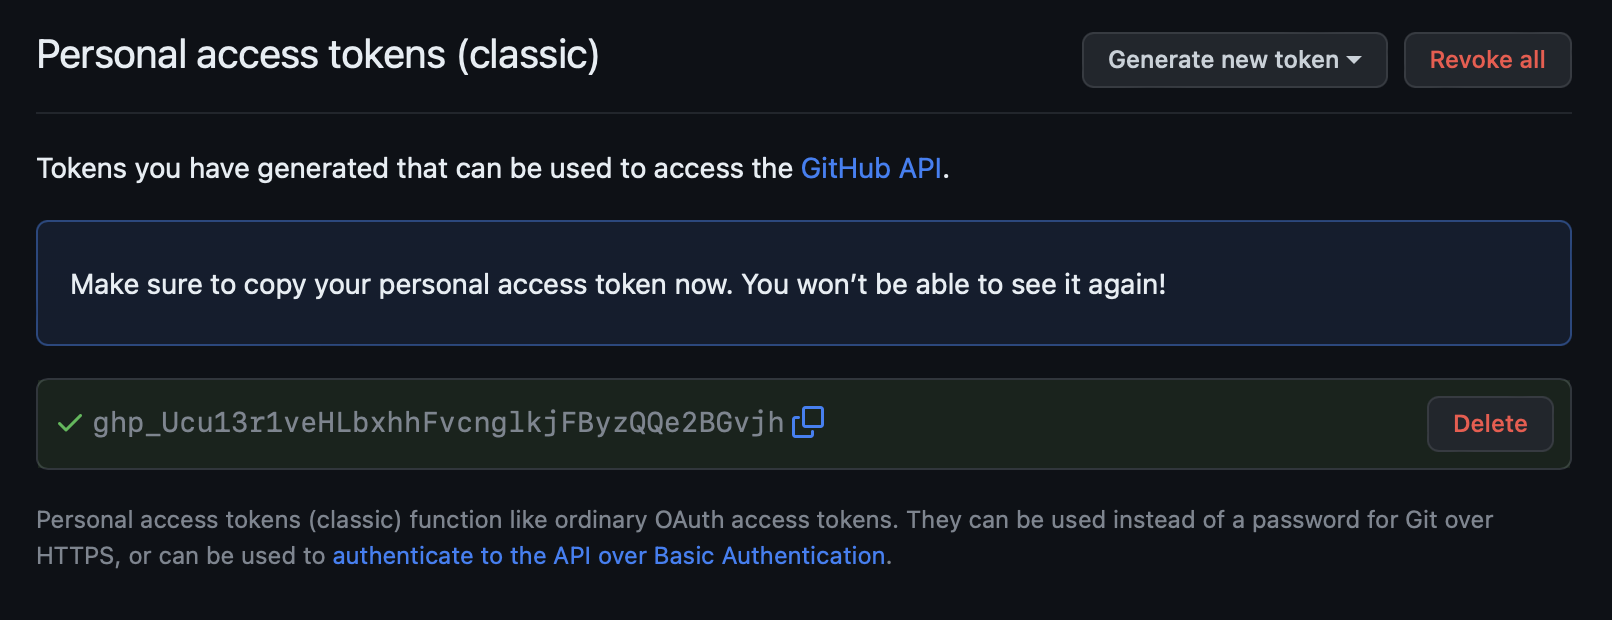 Personal access tokens (classic)
Generate new token
Revoke all
Tokens you have generated that can be used to access the GitHub API.
Make sure to copy your personal access token now. You won’t be able to see it again!
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
Delete
Personal access tokens (classic) function like ordinary OAuth access tokens. They can be used instead of a password for Git over
HTTPS, or can be used to authenticate to the API over Basic Authentication.